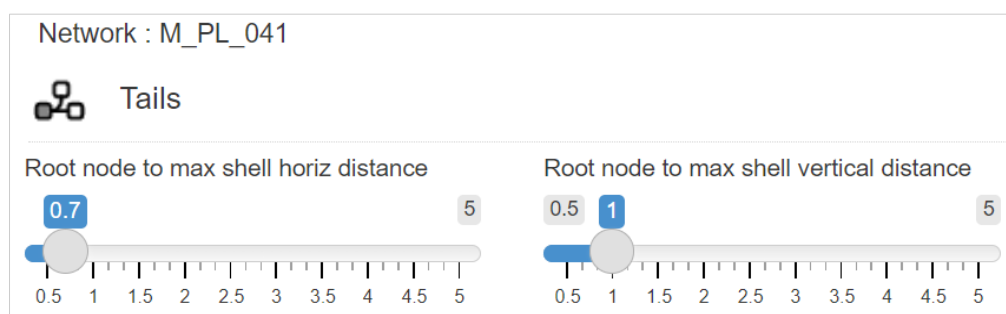 Network : M_PL_041
Tails
Root node to max shell horiz distance
0.7 5
0.5 1 1.5 2 2.5 3 3.5 4 4.5 5
Root node to max shell vertical distance
0.5 1 5
0.5 1 1.5 2 2.5 3 3.5 4 4.5 5